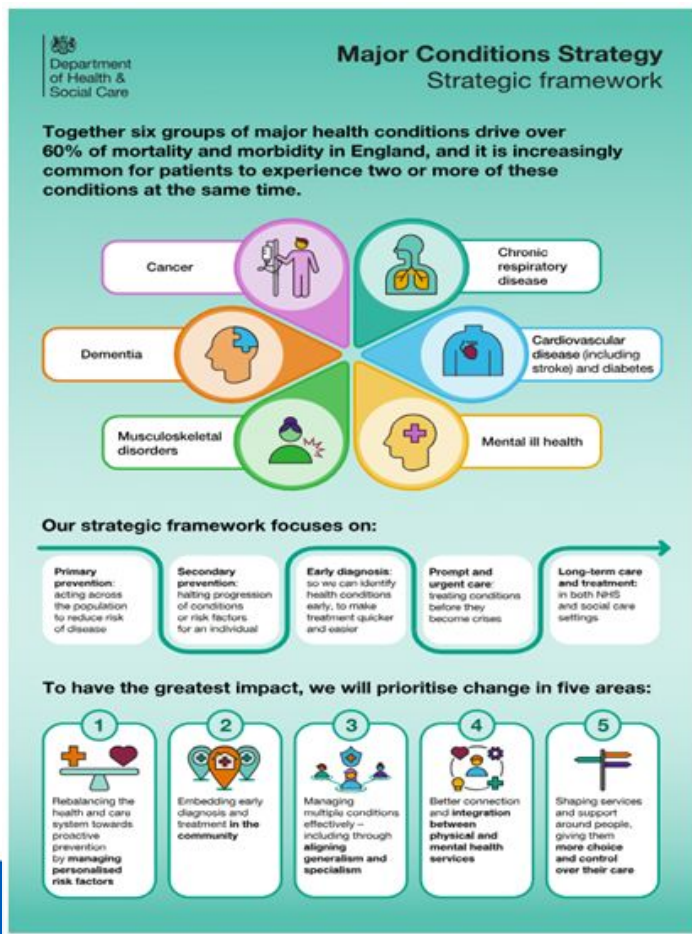 Department
of Health &
Social Care
Major Conditions Strategy
Strategic framework
Together six groups of major health conditions drive over
60% of mortality and morbidity in England, and it is increasingly
common for patients to experience two or more of these
conditions at the same time.
Cancer
Chronic
respiratory
disease
Dementia
Cardiovascular
disease (including
stroke) and diabetes
Musculoskeletal
disorders
Mental ill health
Our strategic framework focuses on:
Primary
prevention:
acting across
the population
to reduce risk
of disease
Secondary
prevention:
halting progression
of conditions
or risk factors
for an individual
Early diagnosis:
so we can identify
health conditions
early, to make
treatment quicker
and easier
Prompt and
urgent care:
treating conditions
before they
become crises
Long-term care
and treatment:
in both NHS
and social care
settings
To have the greatest impact, we will prioritise change in five areas:
1
Rebalancing the
health and care
system towards
proactive
prevention
by managing
personalised
risk factors
2
Embedding early
diagnosis and
treatment in the
community
3
Managing
multiple conditions
effectively –
including through
aligning
generalism and
specialism
4
Better connection
and integration
between
physical and
mental health
services
5
Shaping services
and support
around people,
giving them
more choice
and control
over their care